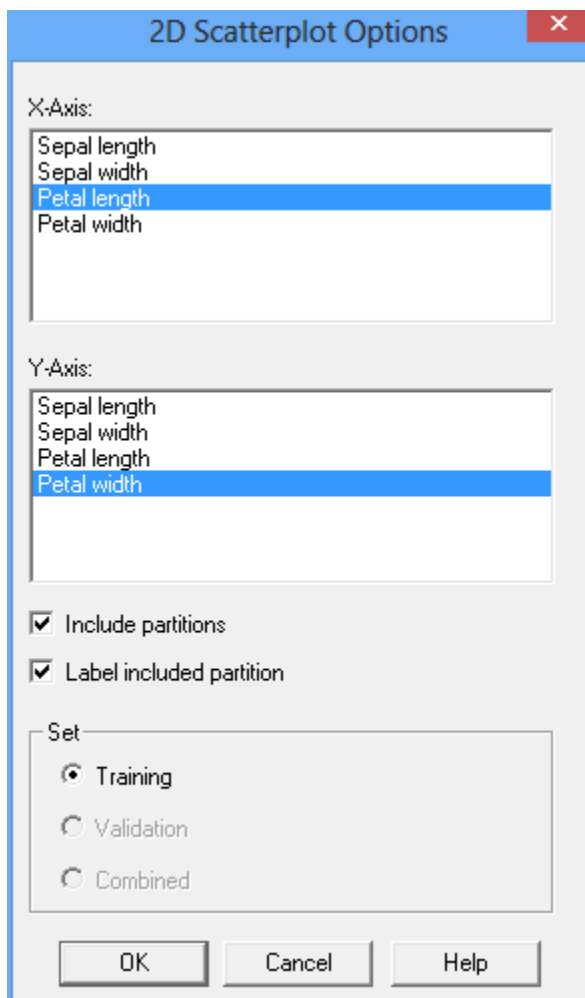 2D Scatterplot Options
X-Axis:
Sepal length
Sepal width
Petal length
Petal width
Y-Axis:
Sepal length
Sepal width
Petal length
Petal width
Include partitions
Label included partition
Set
Training
Validation
Combined
OK Cancel Help